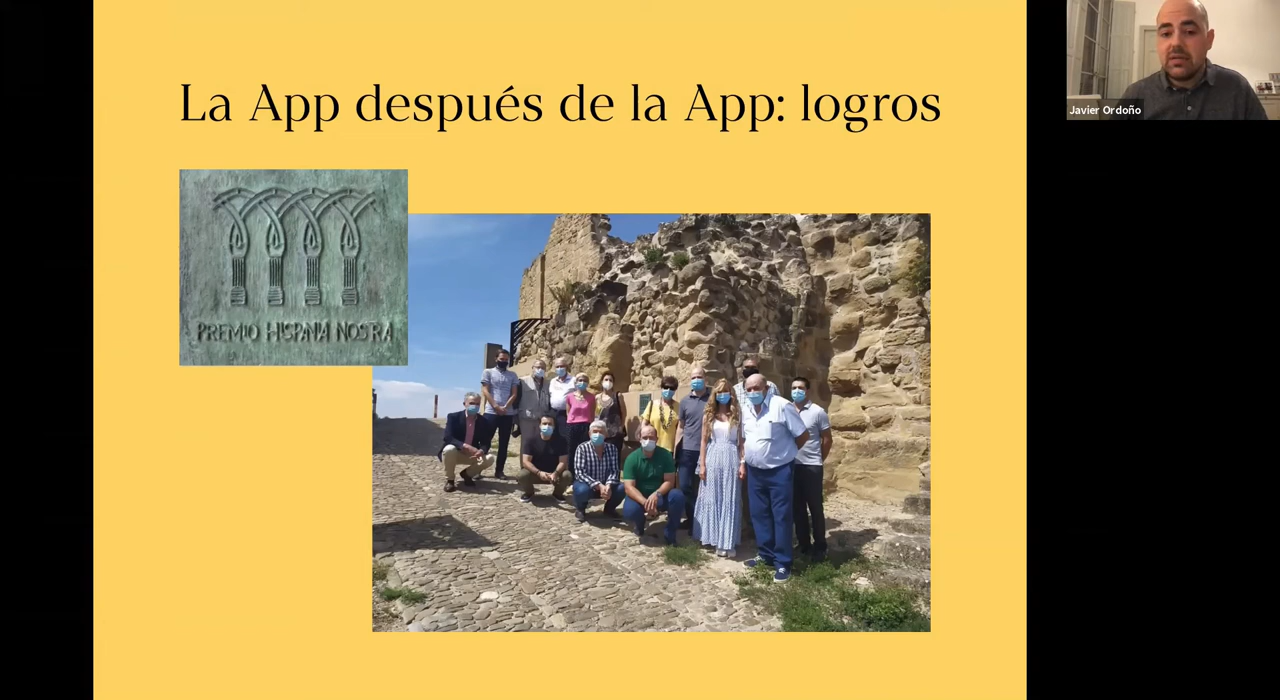 La App después de la App: logros
PREMIO HISPANIA NOSTRA
Javier Ordoño